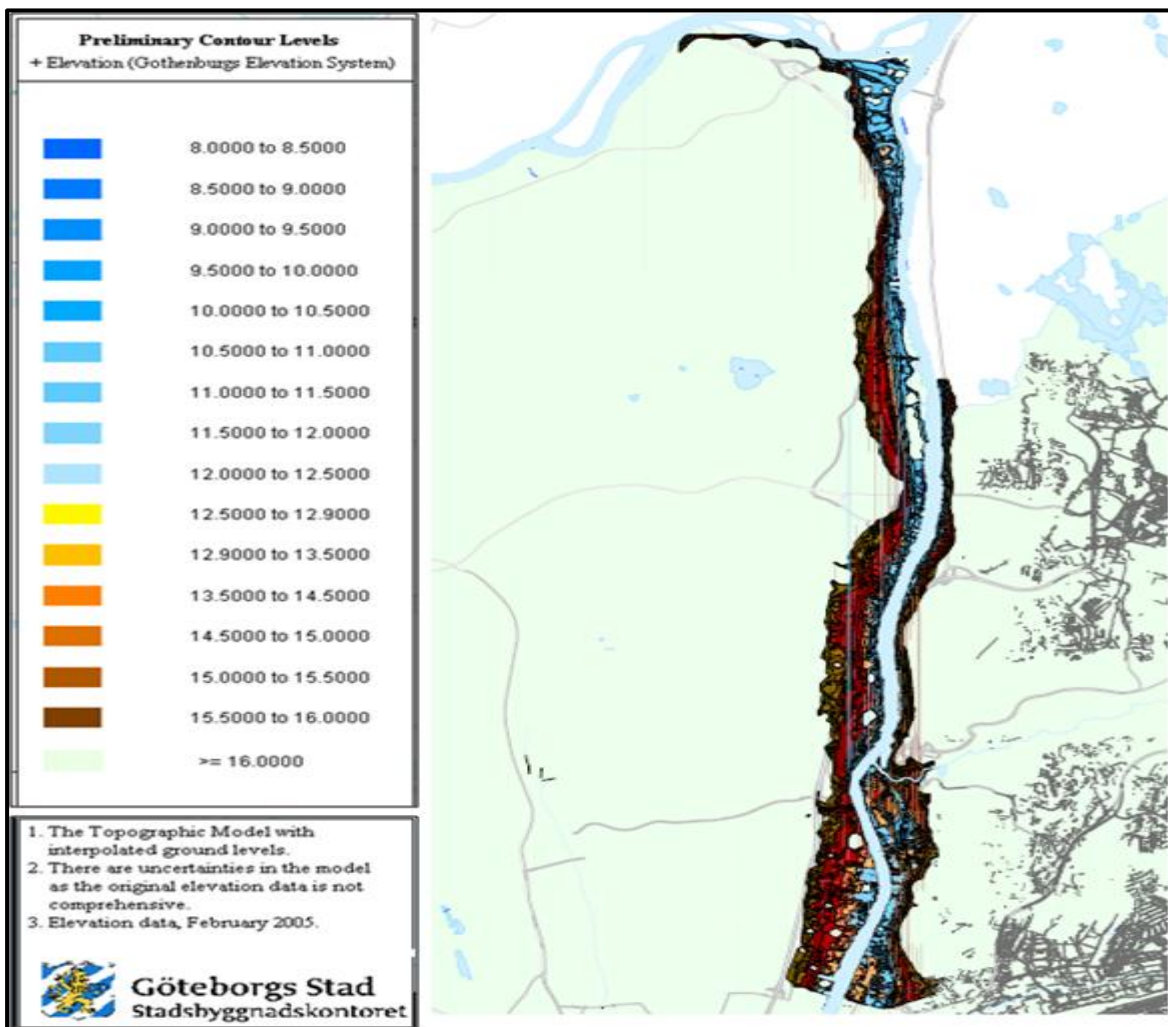 Preliminary Contour Levels
+ Elevation (Gothenburgs Elevation System)
8.0000 to 8.5000
8.5000 to 9.0000
9.0000 to 9.5000
9.5000 to 10.0000
10.0000 to 10.5000
10.5000 to 11.0000
11.0000 to 11.5000
11.5000 to 12.0000
12.0000 to 12.5000
12.5000 to 12.9000
12.9000 to 13.5000
13.5000 to 14.5000
14.5000 to 15.0000
15.0000 to 15.5000
15.5000 to 16.0000
>= 16.0000
1. The Topographic Model with
interpolated ground levels.
2. There are uncertainties in the model
as the original elevation data is not
comprehensive.
3. Elevation data, February 2005.
Göteborgs Stad
Stadsbyggnadskontoret